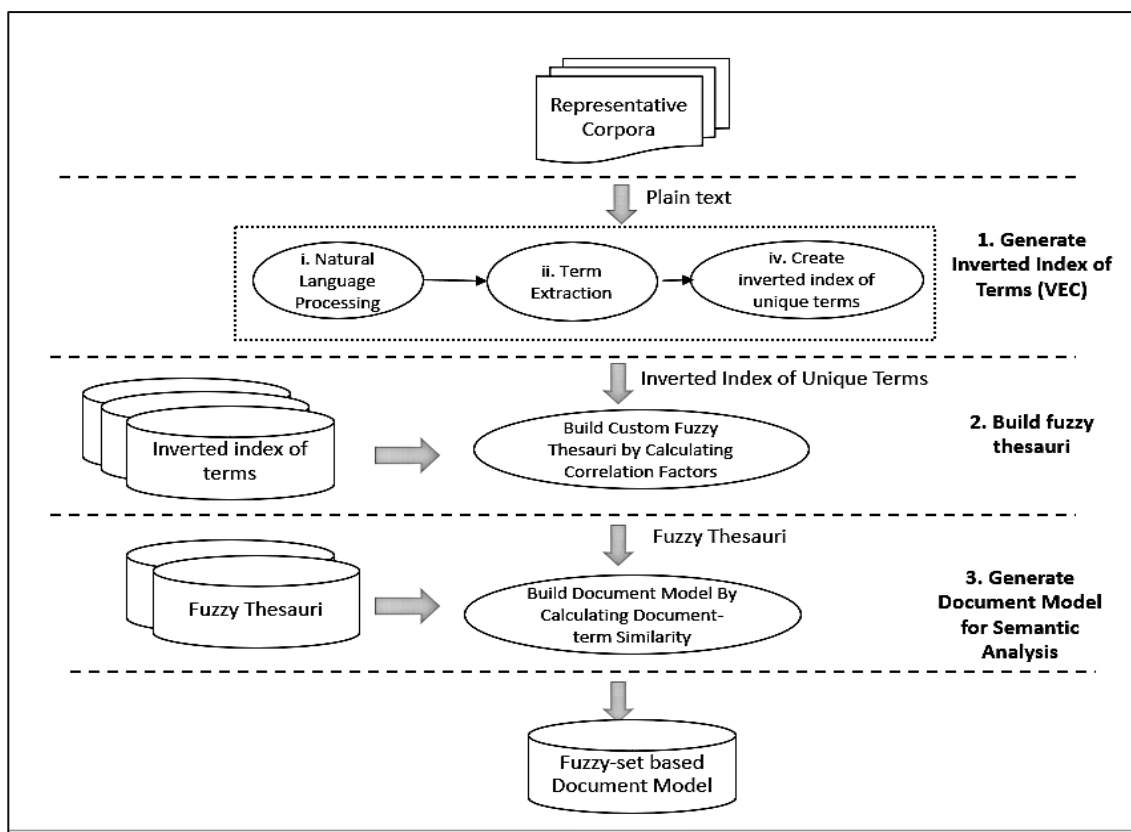 Representative
Corpora
Plain text
i. Natural
Language
Processing
ii. Term
Extraction
iv. Create
inverted index of
unique terms
1. Generate
Inverted Index of
Terms (VEC)
Inverted Index of Unique Terms
Inverted index of
terms
Build Custom Fuzzy
Thesauri by Calculating
Correlation Factors
2. Build fuzzy
thesauri
Fuzzy Thesauri
Fuzzy Thesauri
Build Document Model By
Calculating Document-
term Similarity
3. Generate
Document Model
for Semantic
Analysis
Fuzzy-set based
Document Model